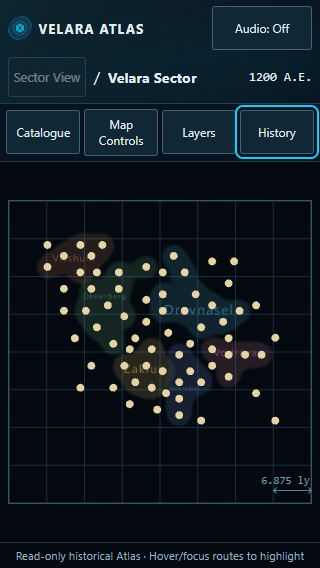 VELARA ATLAS
Audio: Off
Sector View / Velara Sector
1200 A.E.
Catalogue
Map
Controls
Layers
History
6.875 ly
Read-only historical Atlas · Hover/focus routes to highlight